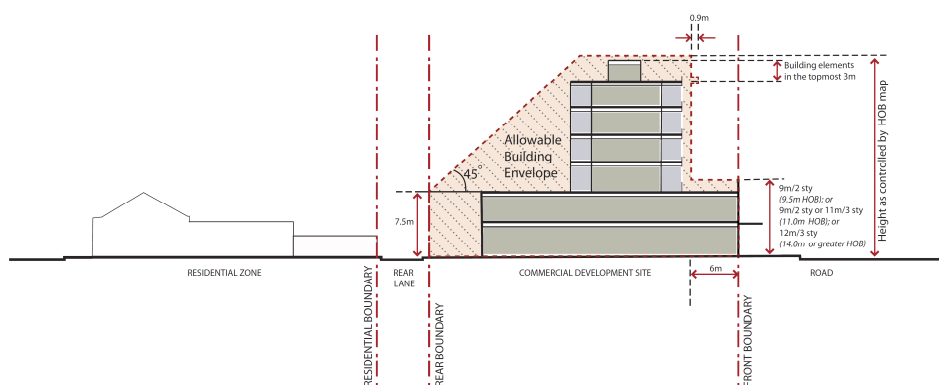 0.9m
Building elements
in the topmost 3m
Height as controlled by HOB map
Allowable
Building
Envelope
45°
7.5m
9m/2 sty
(9.5m HOB); or
9m/2 sty or 11m/3 sty
(11.0m HOB); or
12m/3 sty
(14.0m or greater HOB)
RESIDENTIAL ZONE
REAR
LANE
COMMERCIAL DEVELOPMENT SITE
6m
ROAD
RESIDENTIAL BOUNDARY
REAR BOUNDARY
FRONT BOUNDARY